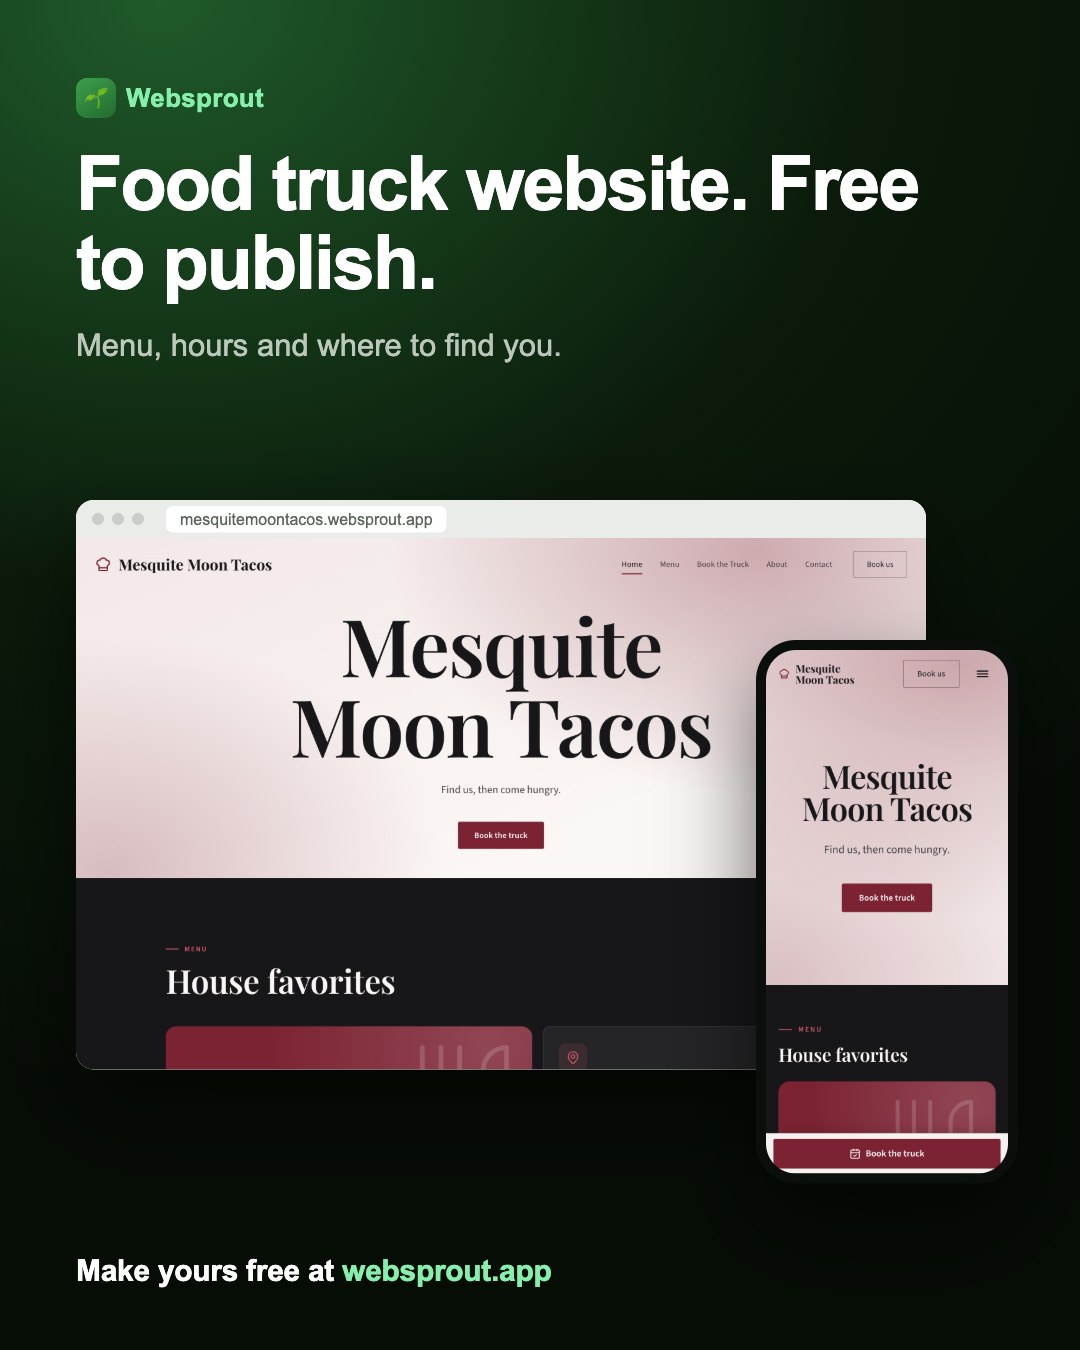 Websprout
Food truck website. Free
to publish.
Menu, hours and where to find you.
mesquitemoontacos.websprout.app
Mesquite Moon Tacos
Home Menu Book the Truck About Contact Book us
Mesquite
Moon Tacos
Find us, then come hungry.
Book the truck
MENU
House favorites
Mesquite
Moon Tacos
Book us
Mesquite
Moon Tacos
Find us, then come hungry.
Book the truck
MENU
House favorites
Book the truck
Make yours free at websprout.app